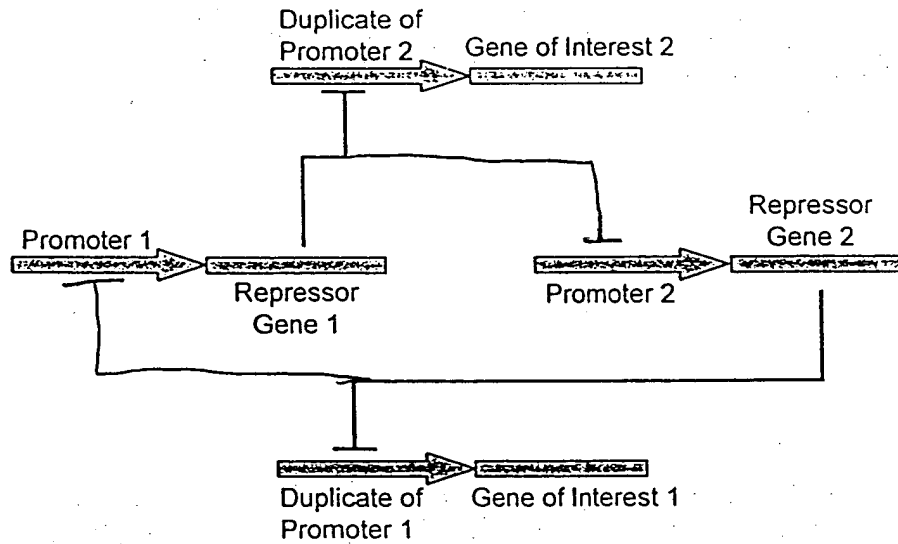 Duplicate of
Promoter 2
Gene of Interest 2
Promoter 1
Repressor
Gene 1
Repressor
Gene 2
Promoter 2
Duplicate of
Promoter 1
Gene of Interest 1